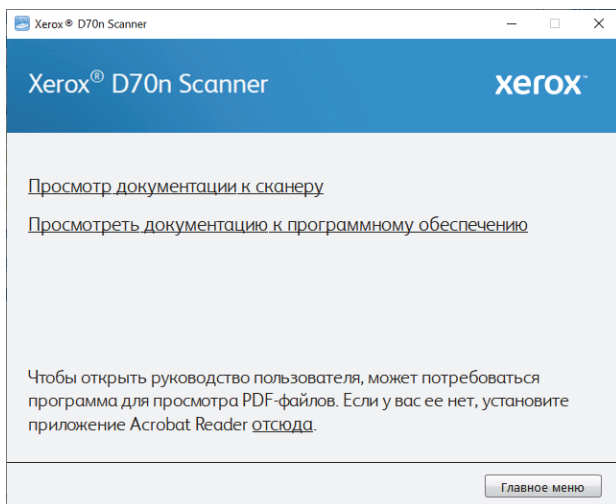 Xerox® D70n Scanner
Xerox® D70n Scanner
xerox™
Просмотр документации к сканеру
Просмотреть документацию к программному обеспечению
Чтобы открыть руководство пользователя, может потребоваться
программа для просмотра PDF-файлов. Если у вас ее нет, установите
приложение Acrobat Reader отсюда.
Главное меню